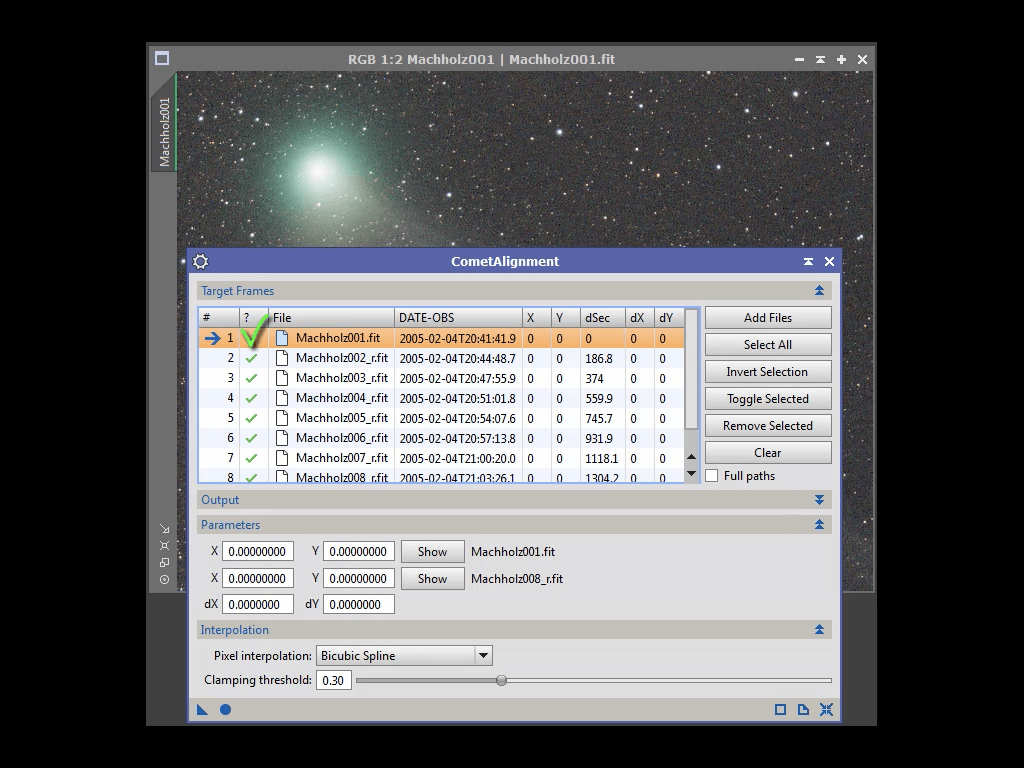 RGB 1:2 Machholz001 | Machholz001.fit
Machholz001
CometAlignment
Target Frames
# ? File DATE-OBS X Y dSec dX dY
1 Machholz001.fit 2005-02-04T20:41:41.9 0 0 0 0 0
2 Machholz002_r.fit 2005-02-04T20:44:48.7 0 0 186.8 0 0
3 Machholz003_r.fit 2005-02-04T20:47:55.9 0 0 374 0 0
4 Machholz004_r.fit 2005-02-04T20:51:01.8 0 0 559.9 0 0
5 Machholz005_r.fit 2005-02-04T20:54:07.6 0 0 745.7 0 0
6 Machholz006_r.fit 2005-02-04T20:57:13.8 0 0 931.9 0 0
7 Machholz007_r.fit 2005-02-04T21:00:20.0 0 0 1118.1 0 0
8 Machholz008_r.fit 2005-02-04T21:03:26.1 0 0 1304.2 0 0
Add Files
Select All
Invert Selection
Toggle Selected
Remove Selected
Clear
Full paths
Output
Parameters
X 0.00000000 Y 0.00000000 Show Machholz001.fit
X 0.00000000 Y 0.00000000 Show Machholz008_r.fit
dX 0.0000000 dY 0.0000000
Interpolation
Pixel interpolation: Bicubic Spline
Clamping threshold: 0.30